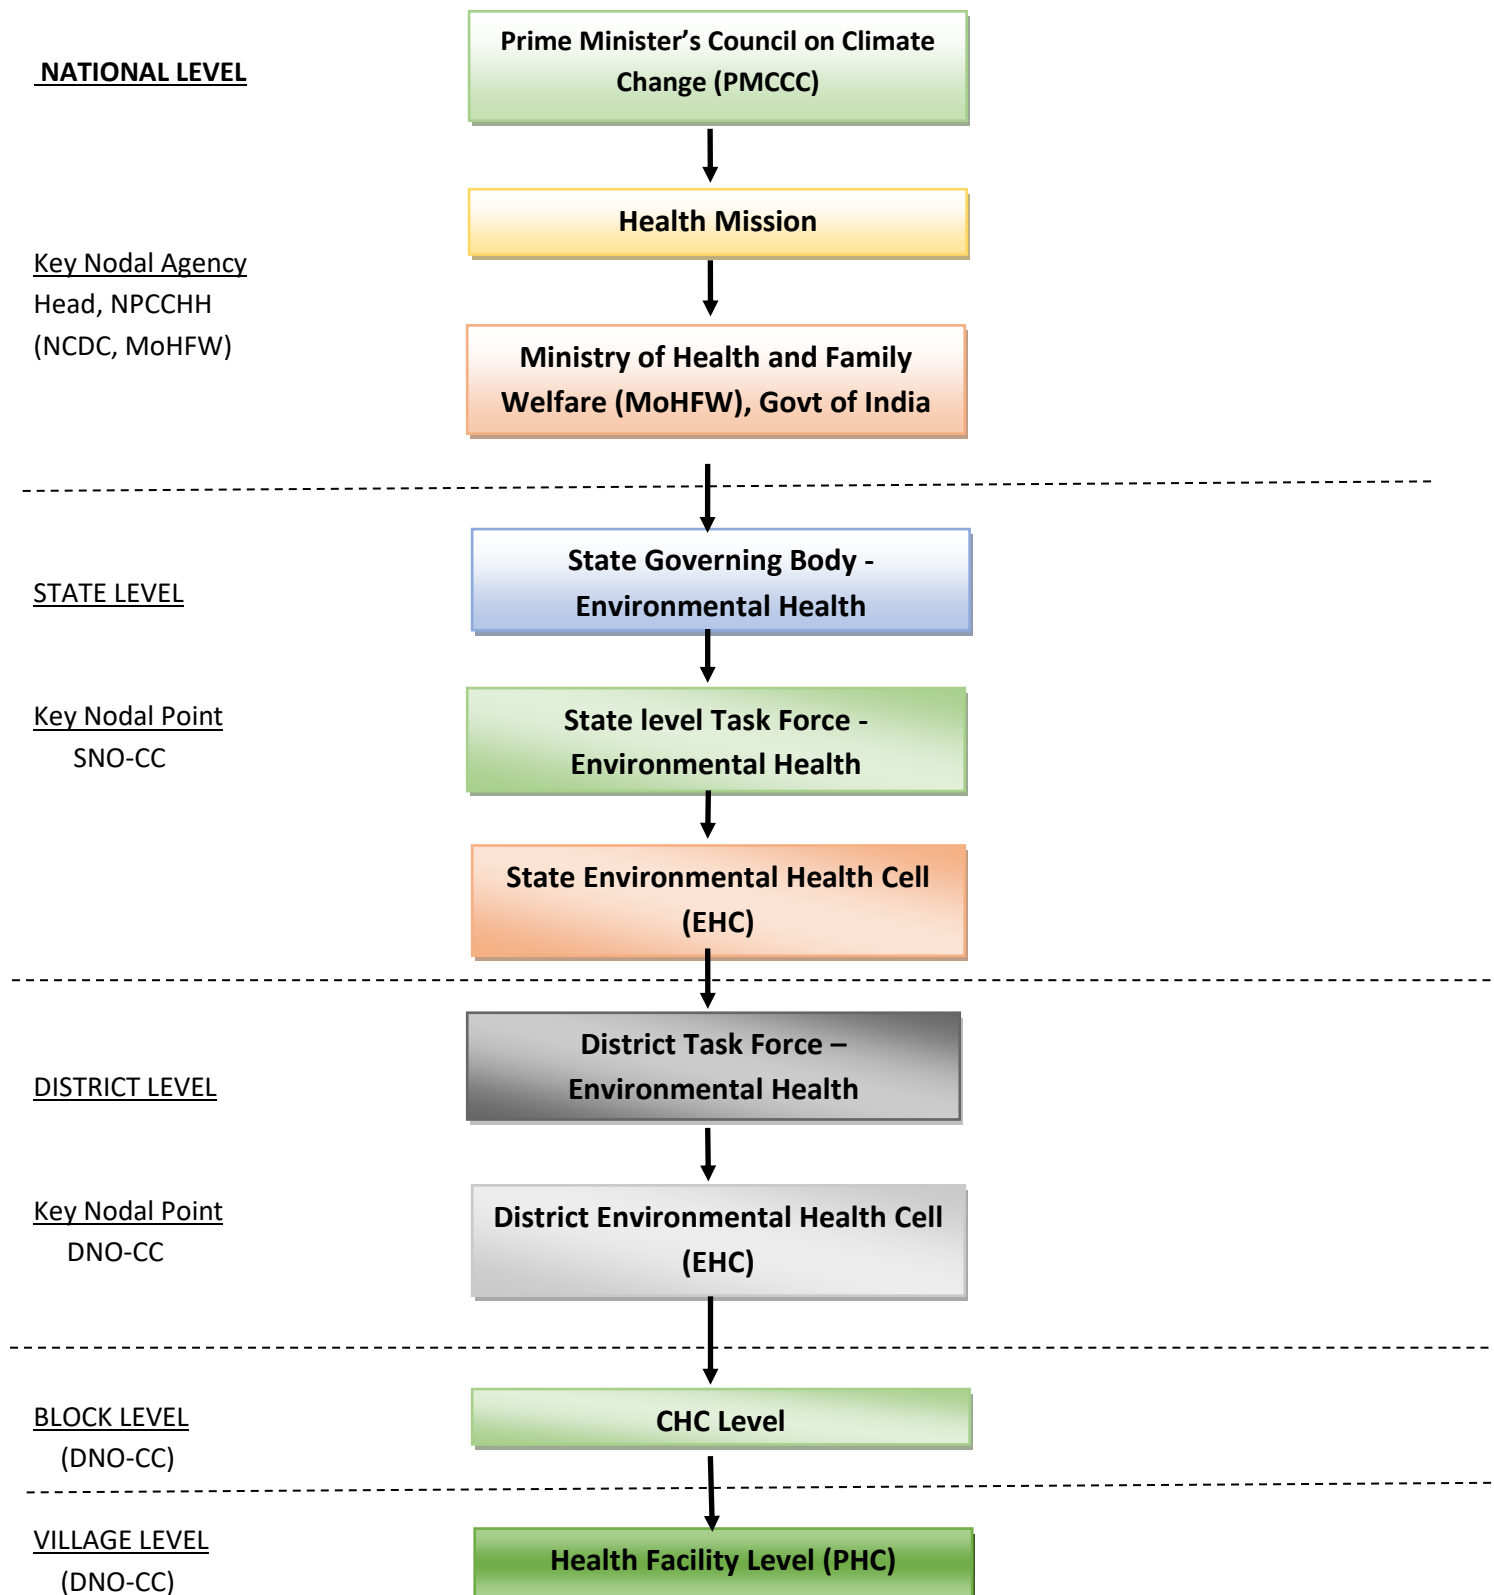 Prime Minister’s Council on Climate
Change (PMCCC)
NATIONAL LEVEL
Health Mission
Key Nodal Agency
Head, NPCCHH
(NCDC, MoHFW)
Ministry of Health and Family
Welfare (MoHFW), Govt of India
State Governing Body -
Environmental Health
STATE LEVEL
State level Task Force -
Environmental Health
Key Nodal Point
SNO-CC
State Environmental Health Cell
(EHC)
District Task Force –
Environmental Health
DISTRICT LEVEL
District Environmental Health Cell
(EHC)
Key Nodal Point
DNO-CC
CHC Level
BLOCK LEVEL
(DNO-CC)
Health Facility Level (PHC)
VILLAGE LEVEL
(DNO-CC)